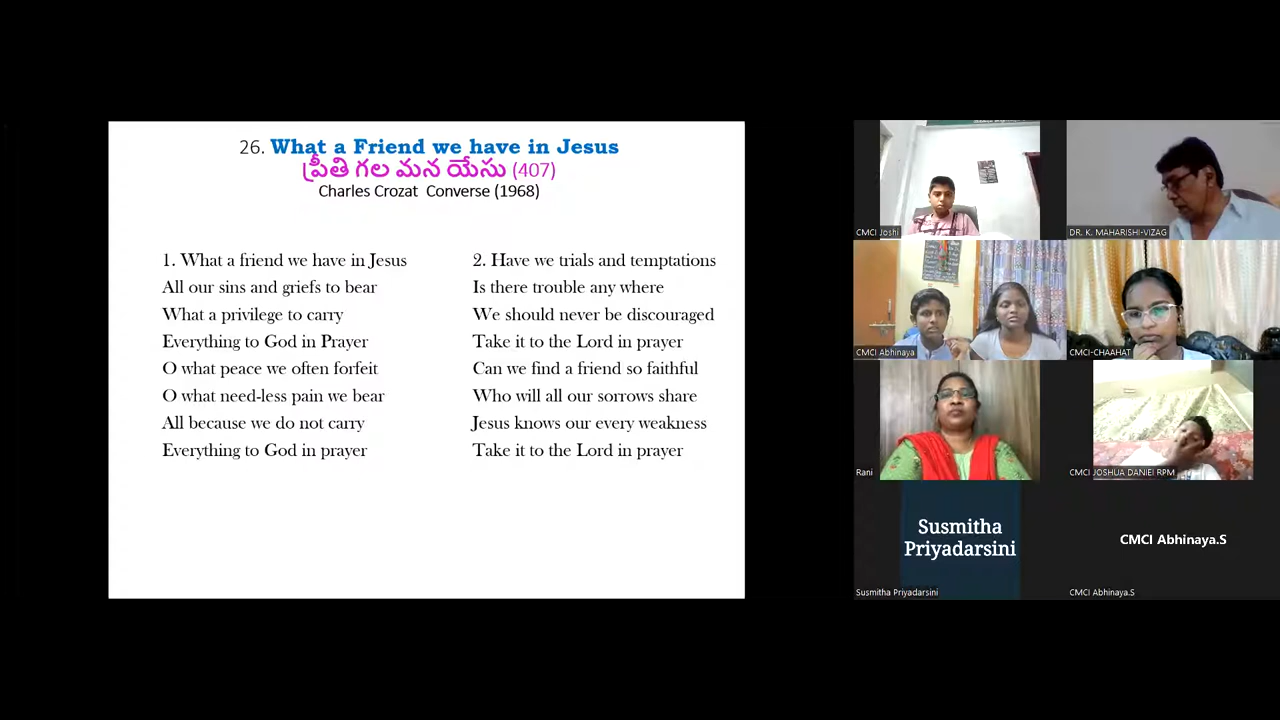 26. What a Friend we have in Jesus
ప్రీతి గల మన యేసు (407)
Charles Crozat Converse (1968)
1. What a friend we have in Jesus
All our sins and griefs to bear
What a privilege to carry
Everything to God in Prayer
O what peace we often forfeit
O what need-less pain we bear
All because we do not carry
Everything to God in prayer
2. Have we trials and temptations
Is there trouble any where
We should never be discouraged
Take it to the Lord in prayer
Can we find a friend so faithful
Who will all our sorrows share
Jesus knows our every weakness
Take it to the Lord in prayer
CMCI Joshi
DR. K. MAHARISHI-VIZAG
CMCI Abhinaya
CMCI-CHAAHAT
Rani
CMCI JOSHUA DANIEl RPM
Susmitha
Priyadarsini
Susmitha Priyadarsini
CMCI Abhinaya.S
CMCI Abhinaya.S